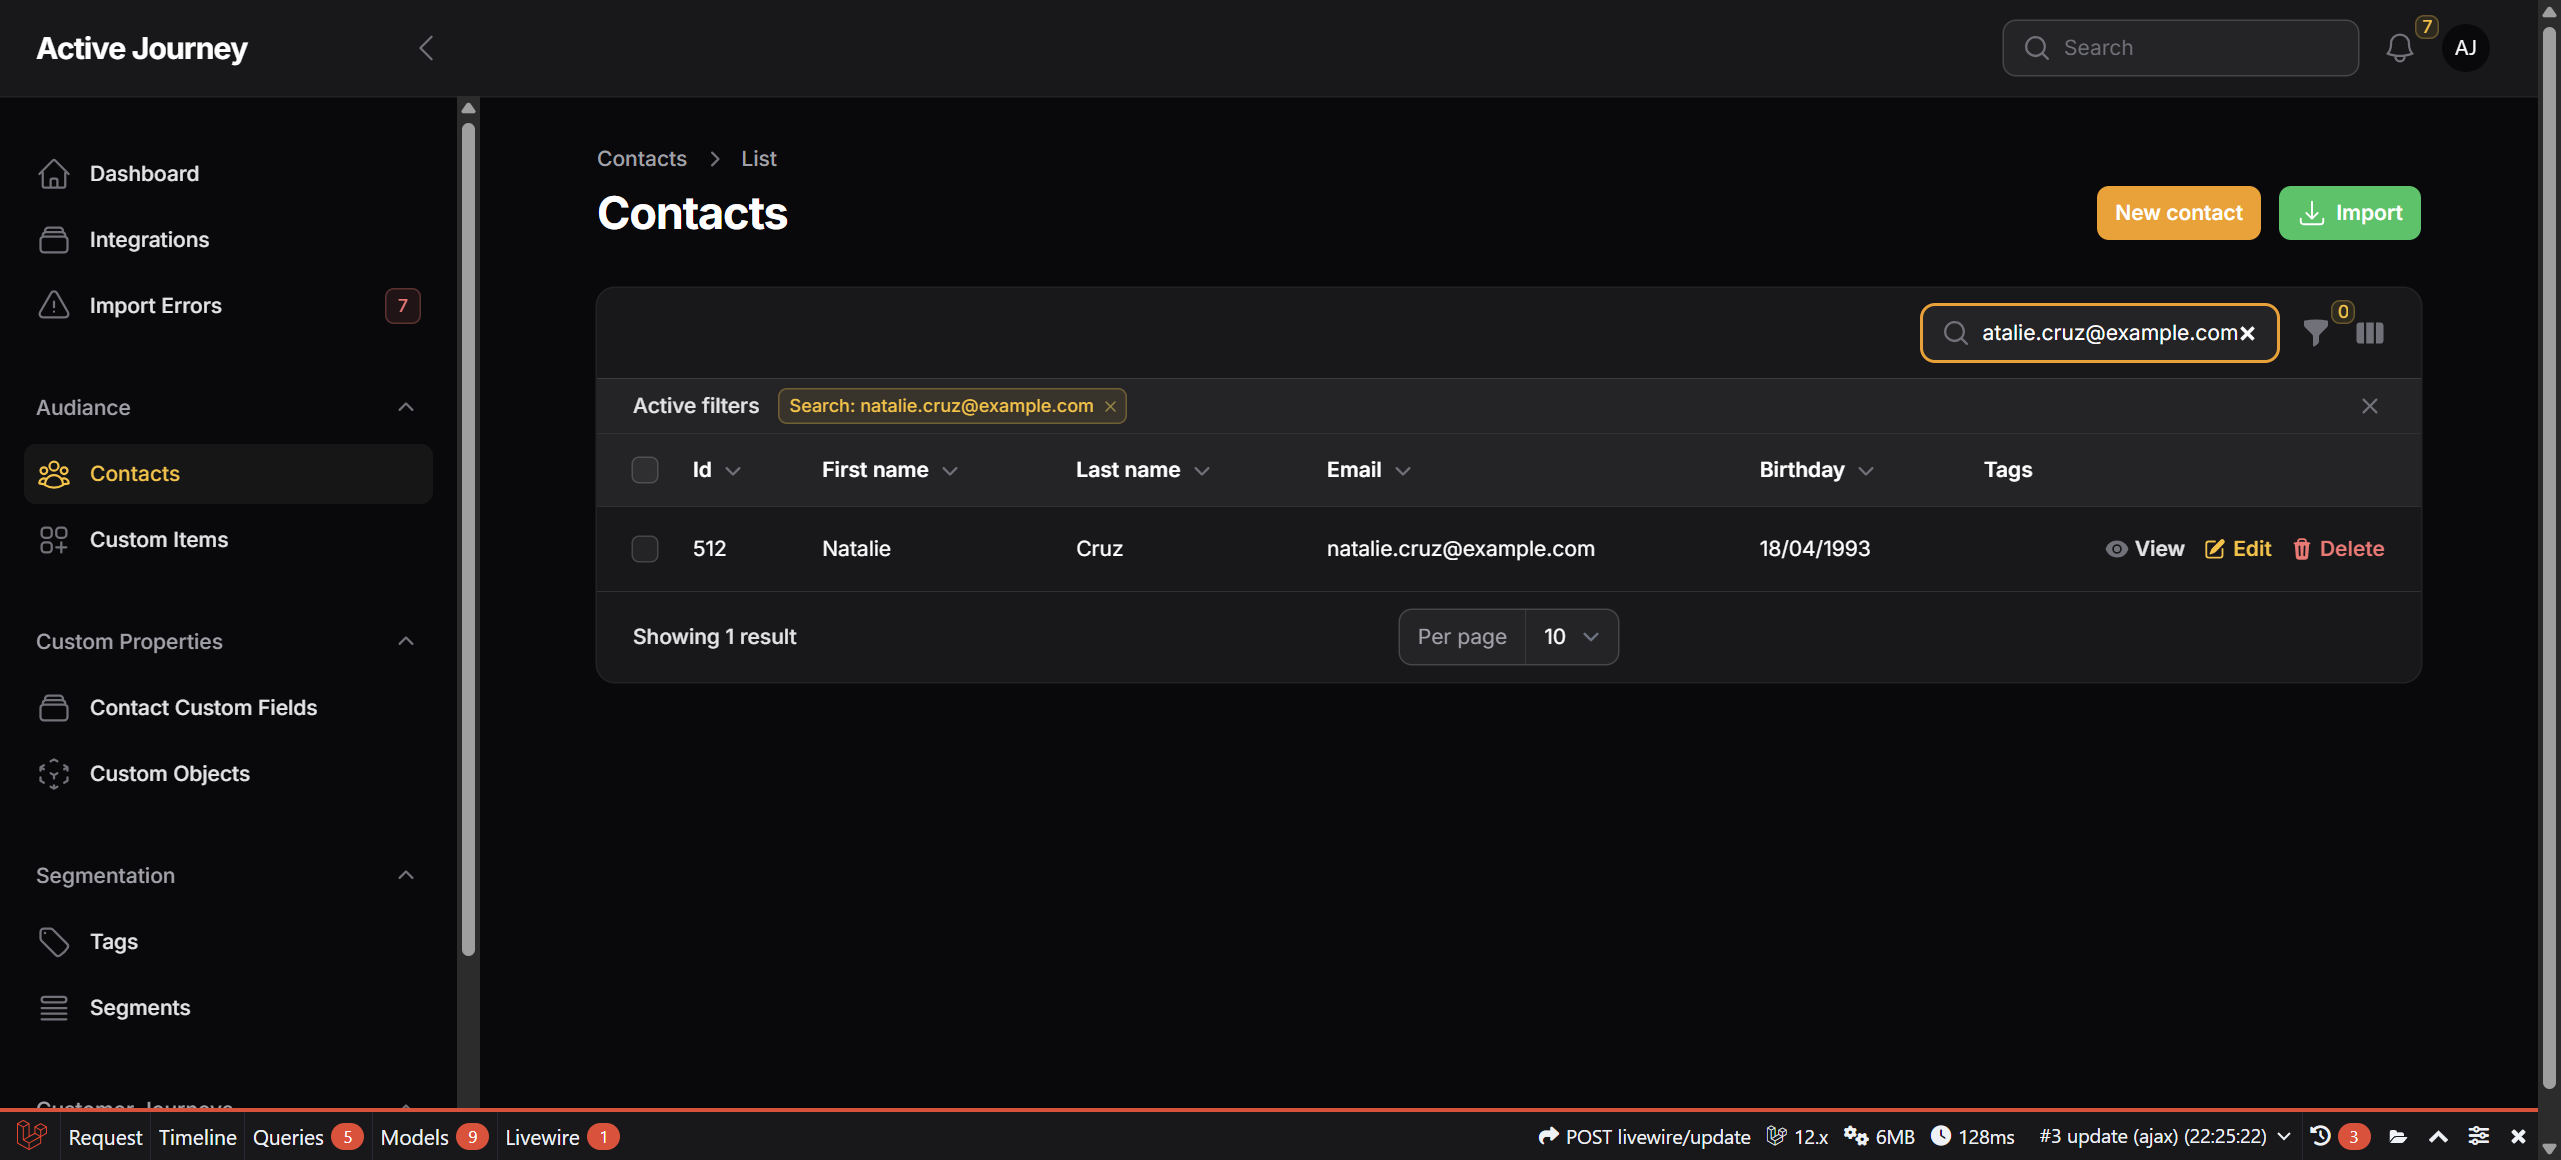 Active Journey
Search
7
AJ
Dashboard
Integrations
Import Errors 7
Audiance
Contacts
Custom Items
Custom Properties
Contact Custom Fields
Custom Objects
Segmentation
Tags
Segments
Customer Journeys
Contacts > List
Contacts
New contact
Import
atalie.cruz@example.com
0
Active filters Search: natalie.cruz@example.com
Id First name Last name Email Birthday Tags
512 Natalie Cruz natalie.cruz@example.com 18/04/1993 View Edit Delete
Showing 1 result Per page 10
Request Timeline Queries 5 Models 9 Livewire 1 POST livewire/update 12.x 6MB 128ms #3 update (ajax) (22:25:22) 3